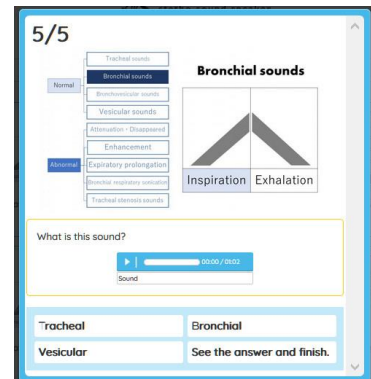 5/5
Tracheal sounds
Bronchial sounds
Normal
Bronchovesicular sounds
Vesicular sounds
Attenuation・Disappeared
Enhancement
Abnormal
Expiratory prolongation
Bronchial respiratory
Tracheal stenosis sounds
Bronchial sounds
Inspiration
Exhalation
What is this sound?
00:00 / 01:02
Sound
Tracheal
Bronchial
Vesicular
See the answer and finish.